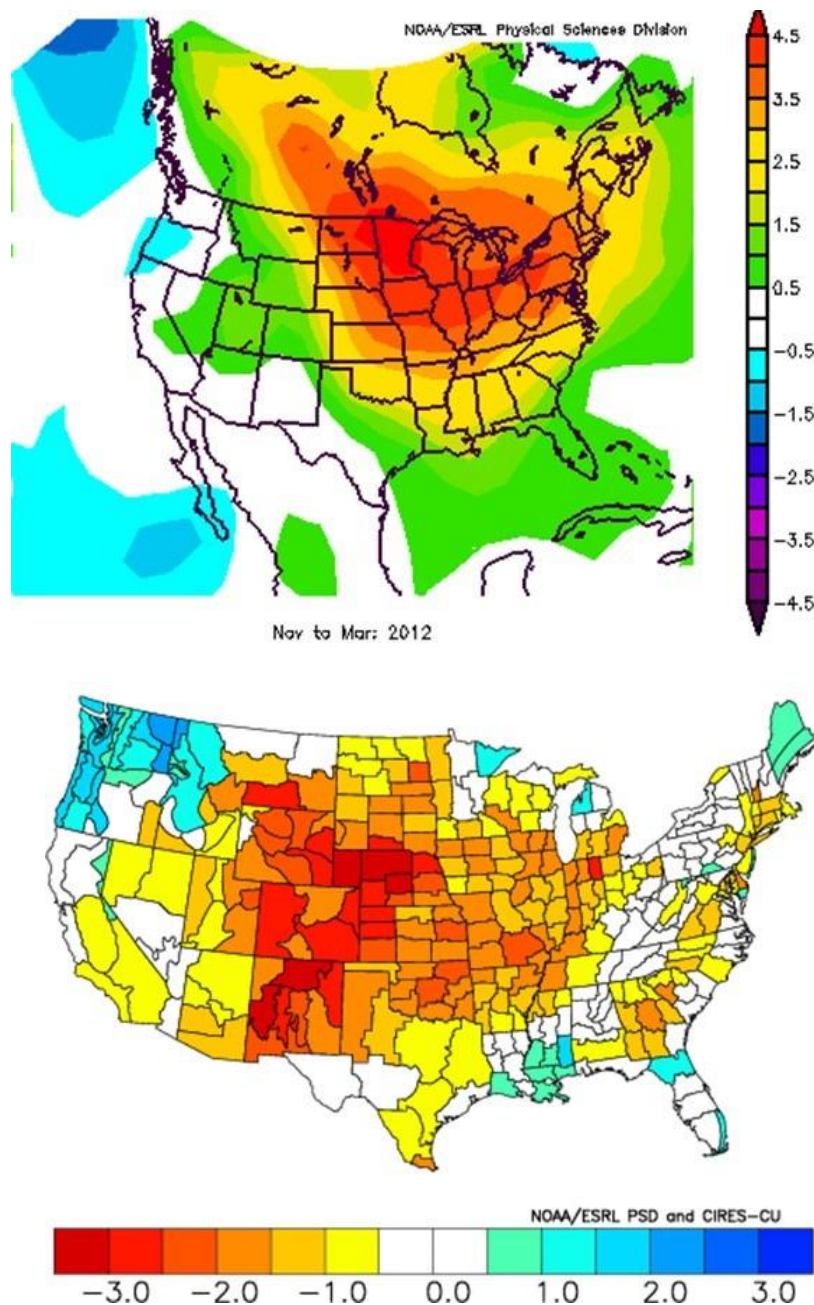 NOAA/ESRL Physical Sciences Division
4.5
3.5
2.5
1.5
0.5
-0.5
-1.5
-2.5
-3.5
-4.5
Nov to Mar: 2012
NOAA/ESRL PSD and CIRES-CU
-3.0 -2.0 -1.0 0.0 1.0 2.0 3.0